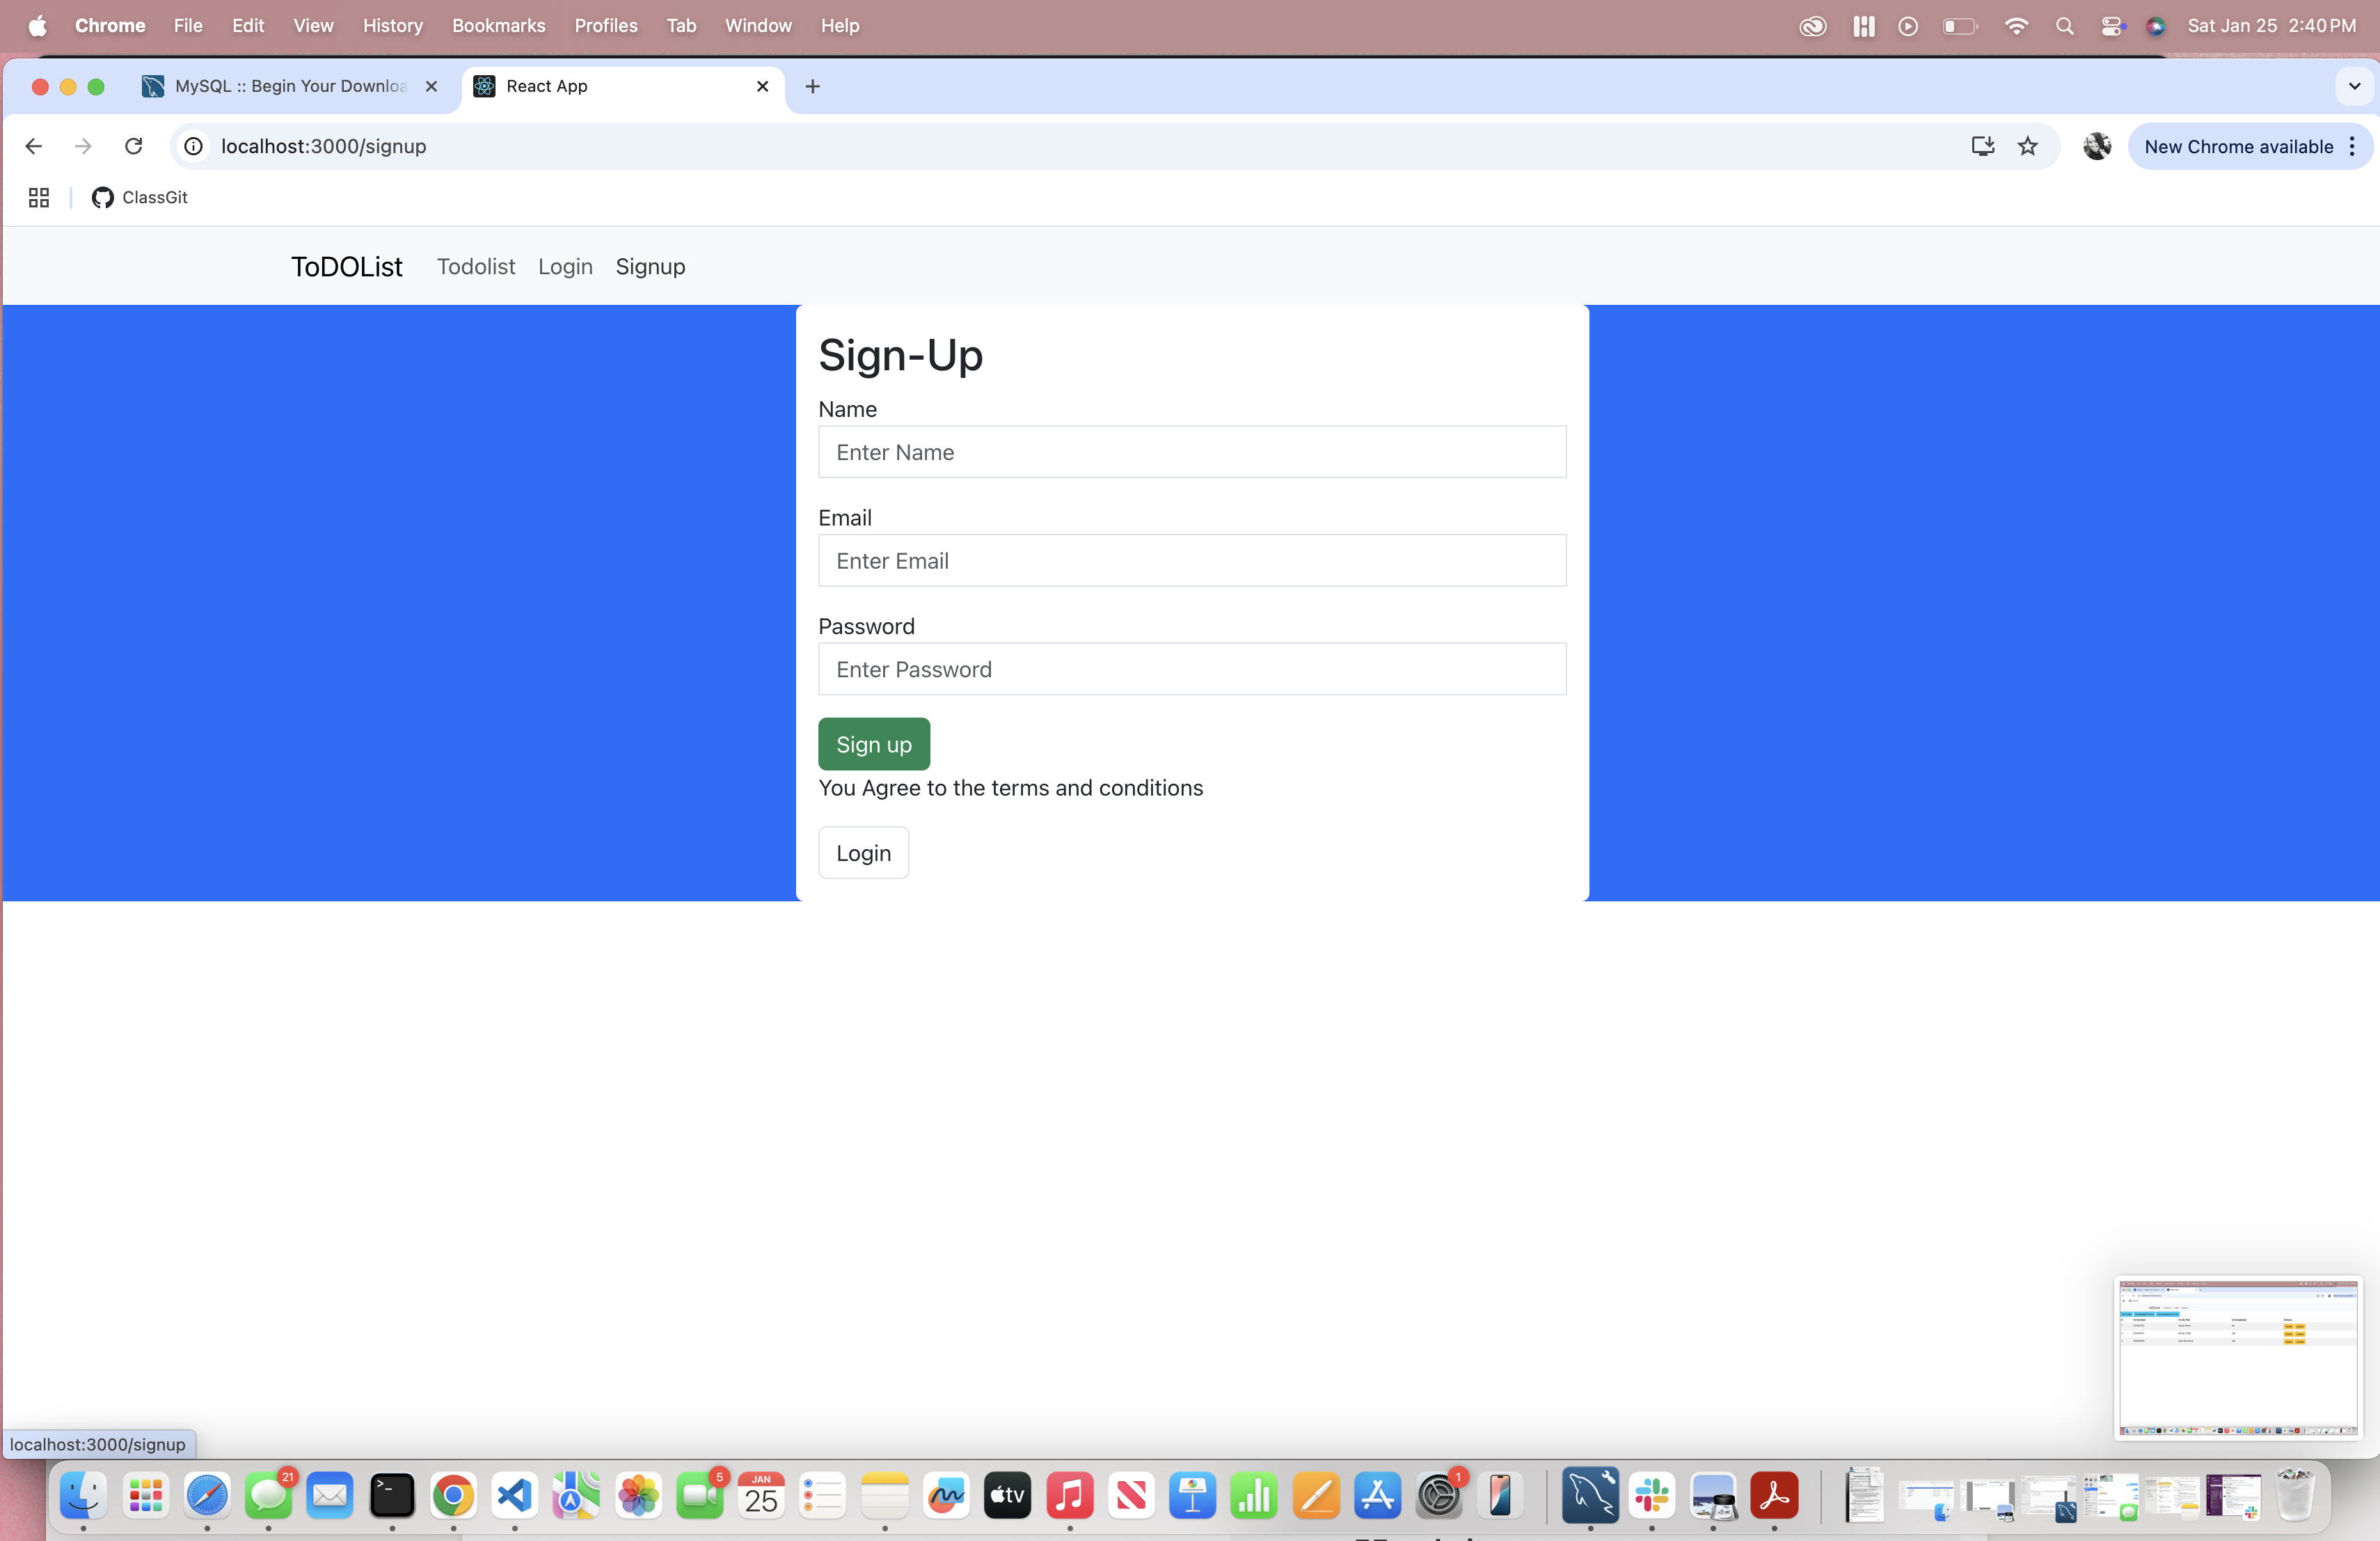 Chrome File Edit View History Bookmarks Profiles Tab Window Help Sat Jan 25 2:40 PM
MySQL :: Begin Your Downloa
React App
localhost:3000/signup
New Chrome available
ClassGit
ToDOList Todolist Login Signup
Sign-Up
Name
Enter Name
Email
Enter Email
Password
Enter Password
Sign up
You Agree to the terms and conditions
Login
localhost:3000/signup
21
5
JAN
25
tv
1